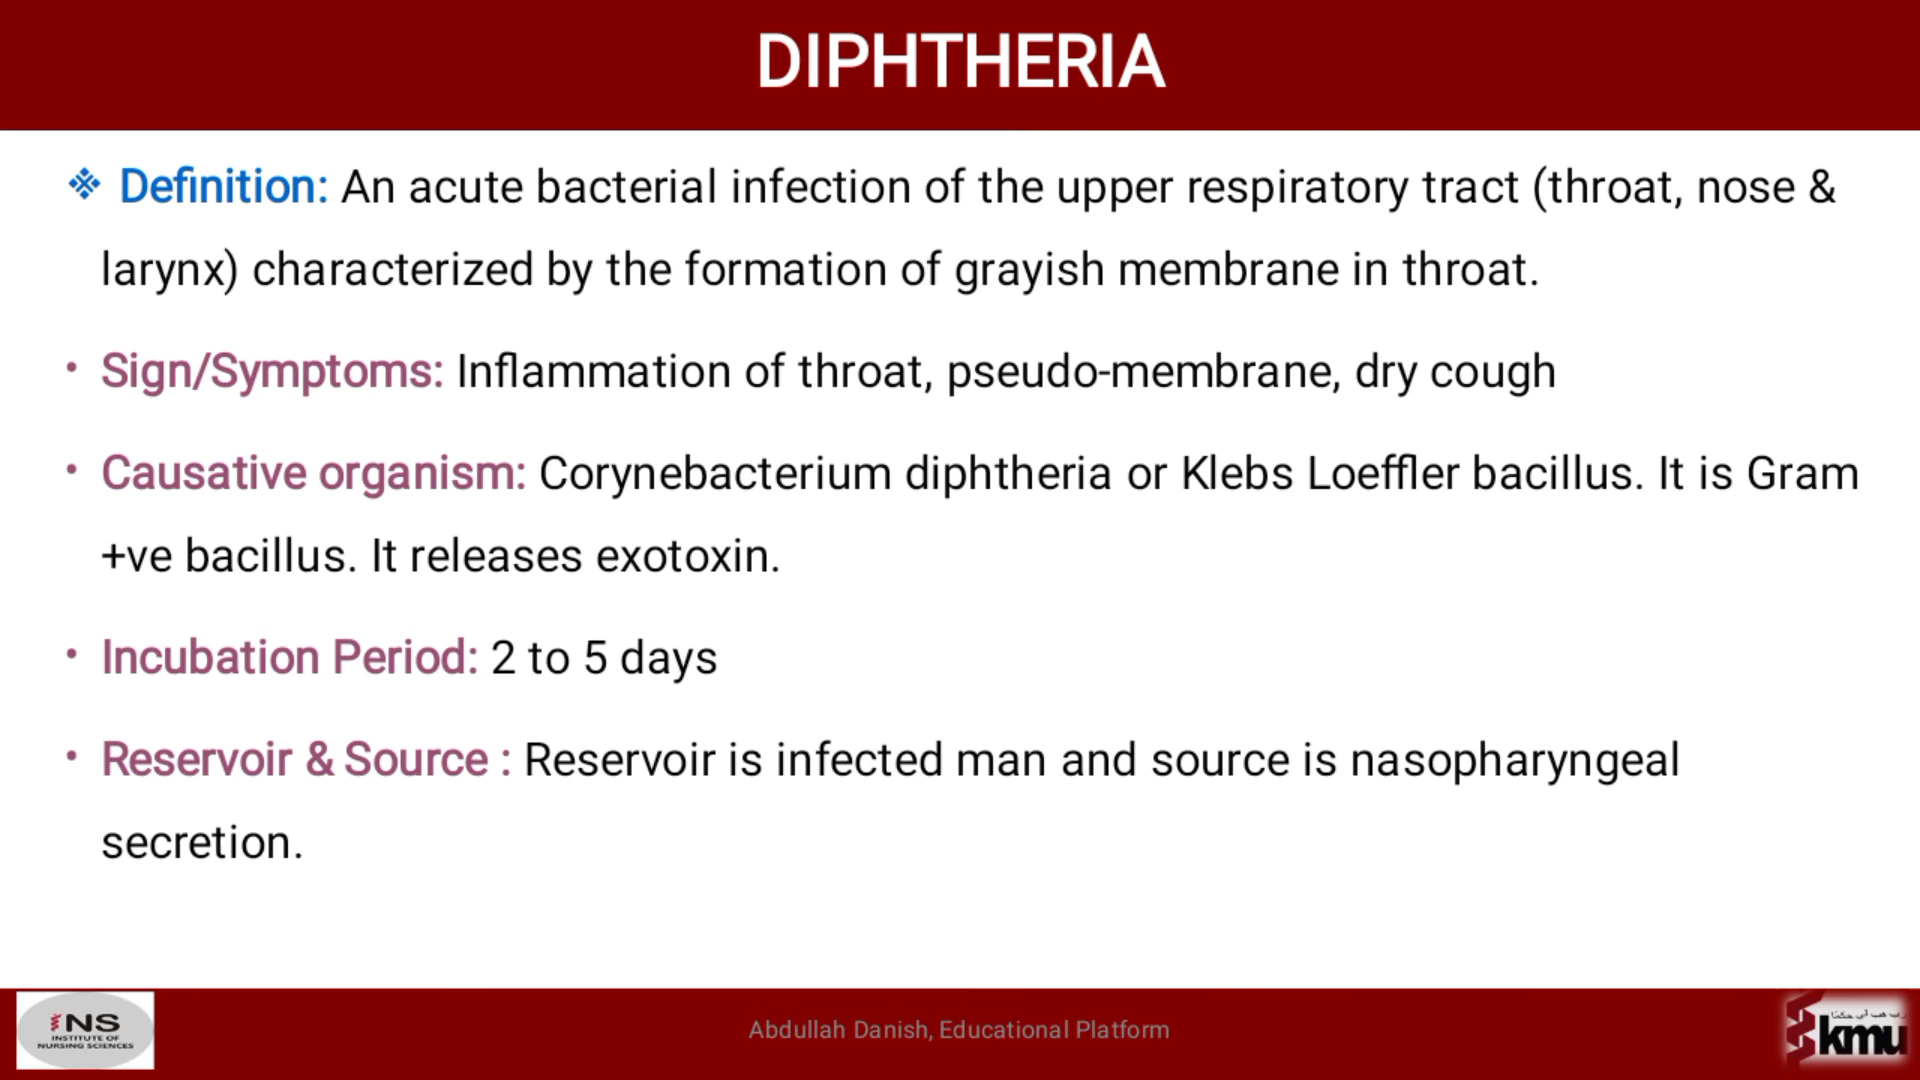 DIPHTHERIA
❖ Definition: An acute bacterial infection of the upper respiratory tract (throat, nose &
larynx) characterized by the formation of grayish membrane in throat.
• Sign/Symptoms: Inflammation of throat, pseudo-membrane, dry cough
• Causative organism: Corynebacterium diphtheria or Klebs Loeffler bacillus. It is Gram
+ve bacillus. It releases exotoxin.
• Incubation Period: 2 to 5 days
• Reservoir & Source : Reservoir is infected man and source is nasopharyngeal
secretion.
iNS
INSTITUTE OF
NURSING SCIENCES
Abdullah Danish, Educational Platform
kmu